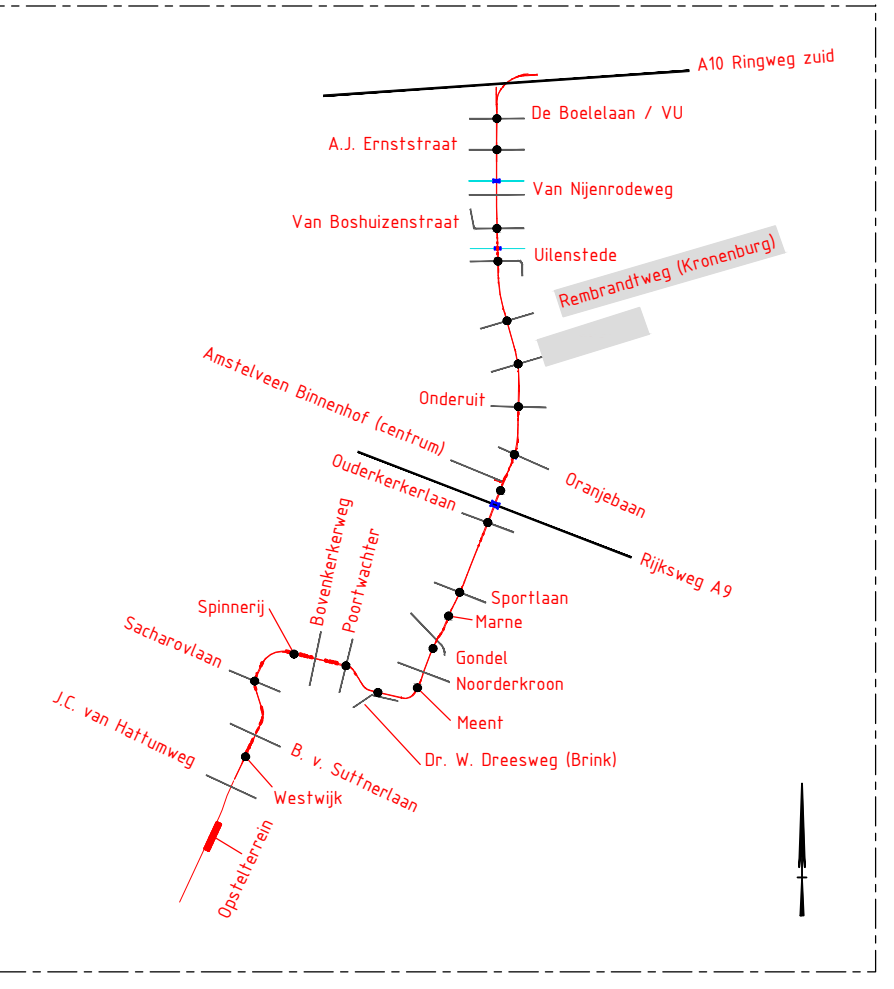 A10 Ringweg zuid
De Boelelaan / VU
A.J. Ernststraat
Van Nijenrodeweg
Van Boshuizenstraat
Uilenstede
Rembrandtweg (Kronenburg)
Onderuit
Amstelveen Binnenhof (centrum)
Oranjebaan
Ouderkerkerlaan
Rijksweg A9
Sportlaan
Marne
Gondel
Noorderkroon
Meent
Dr. W. Dreesweg (Brink)
Poortwachter
Bovenkerkerweg
Spinnerij
Sacharovlaan
B. v. Suttnerlaan
Westwijk
J.C. van Hattumweg
Opstelterrein